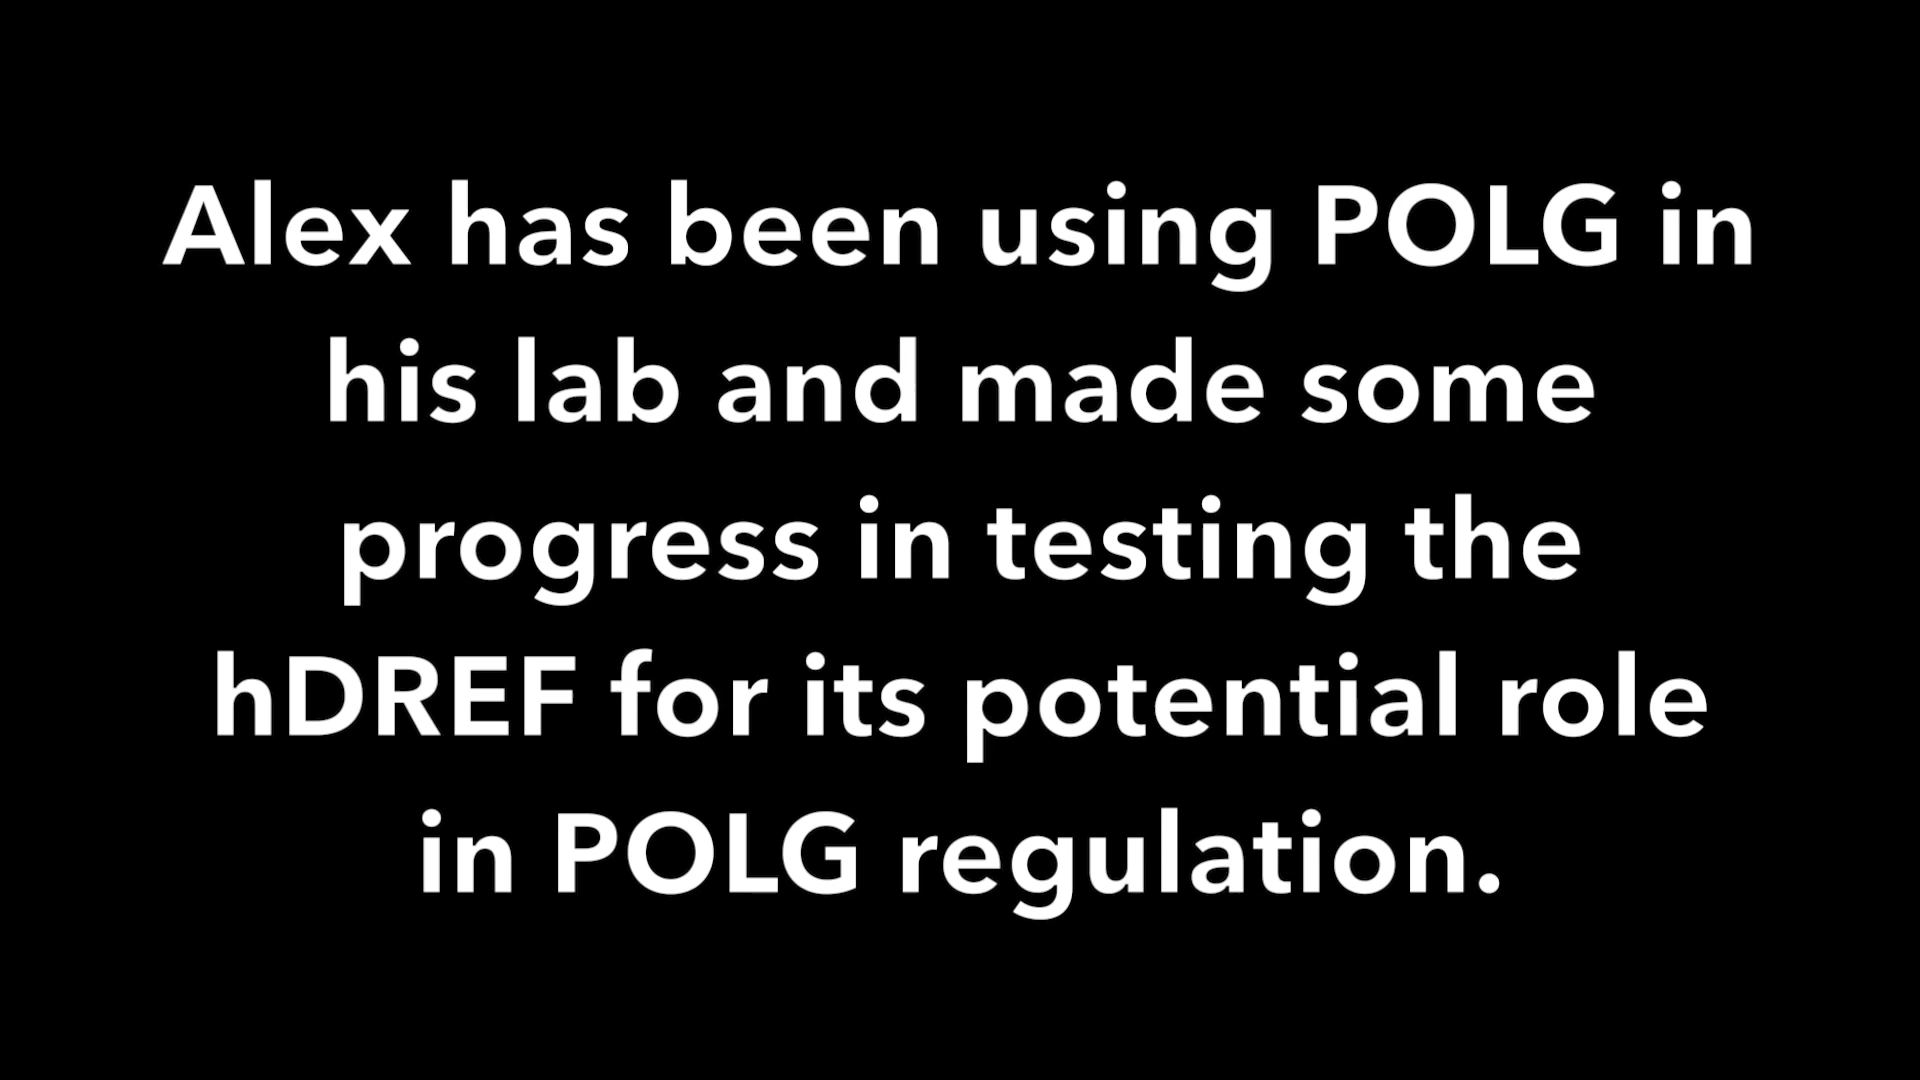 Alex has been using POLG in
his lab and made some
progress in testing the
hDREF for its potential role
in POLG regulation.